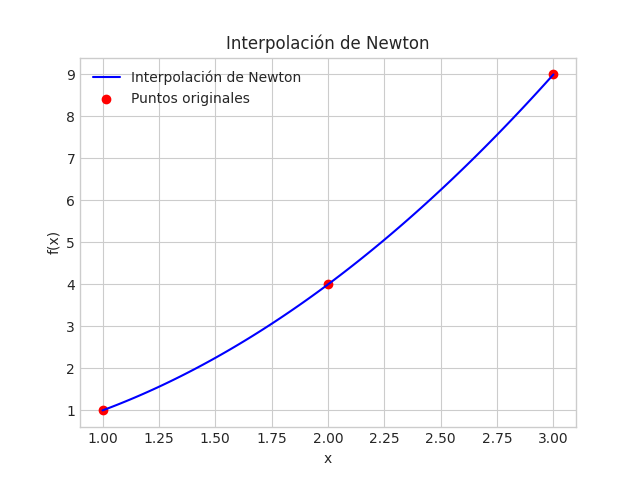 Interpolación de Newton
Interpolación de Newton
Puntos originales
f(x)
9
8
7
6
5
4
3
2
1
1.00 1.25 1.50 1.75 2.00 2.25 2.50 2.75 3.00
x